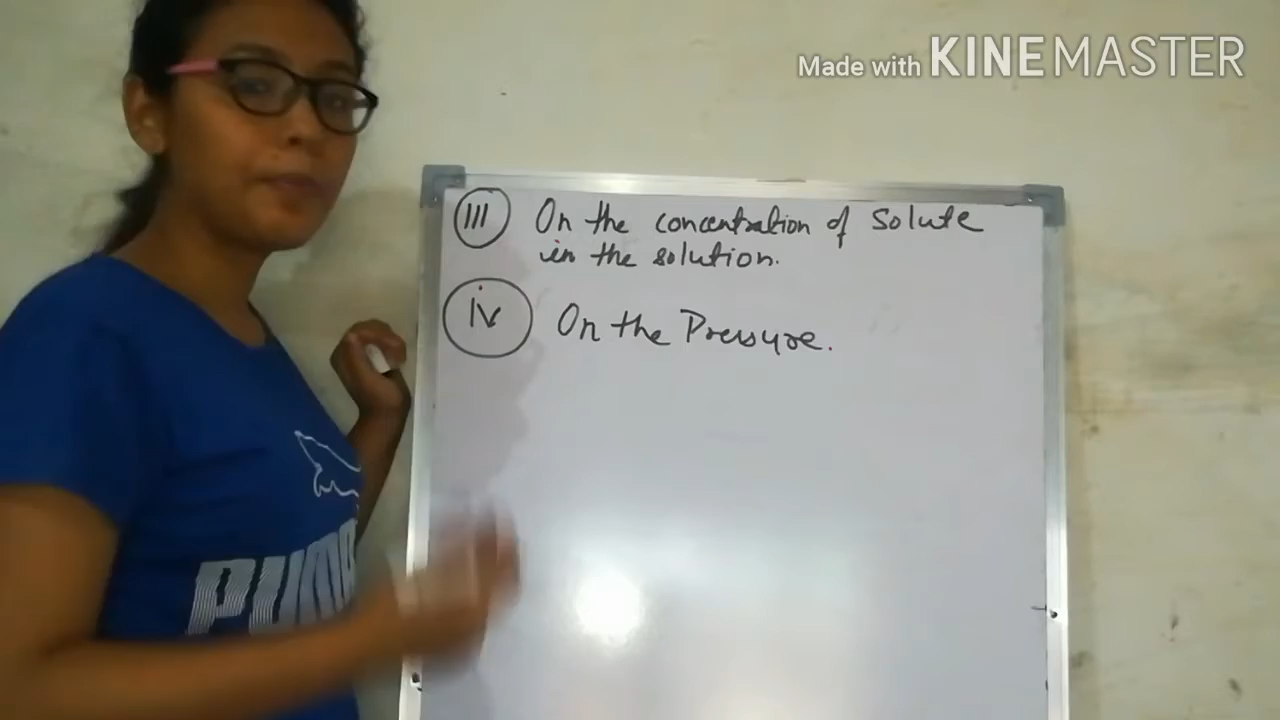 Made with KINEMASTER
III On the concentration of Solute
in the solution.
iv On the Pressure.
PUMA